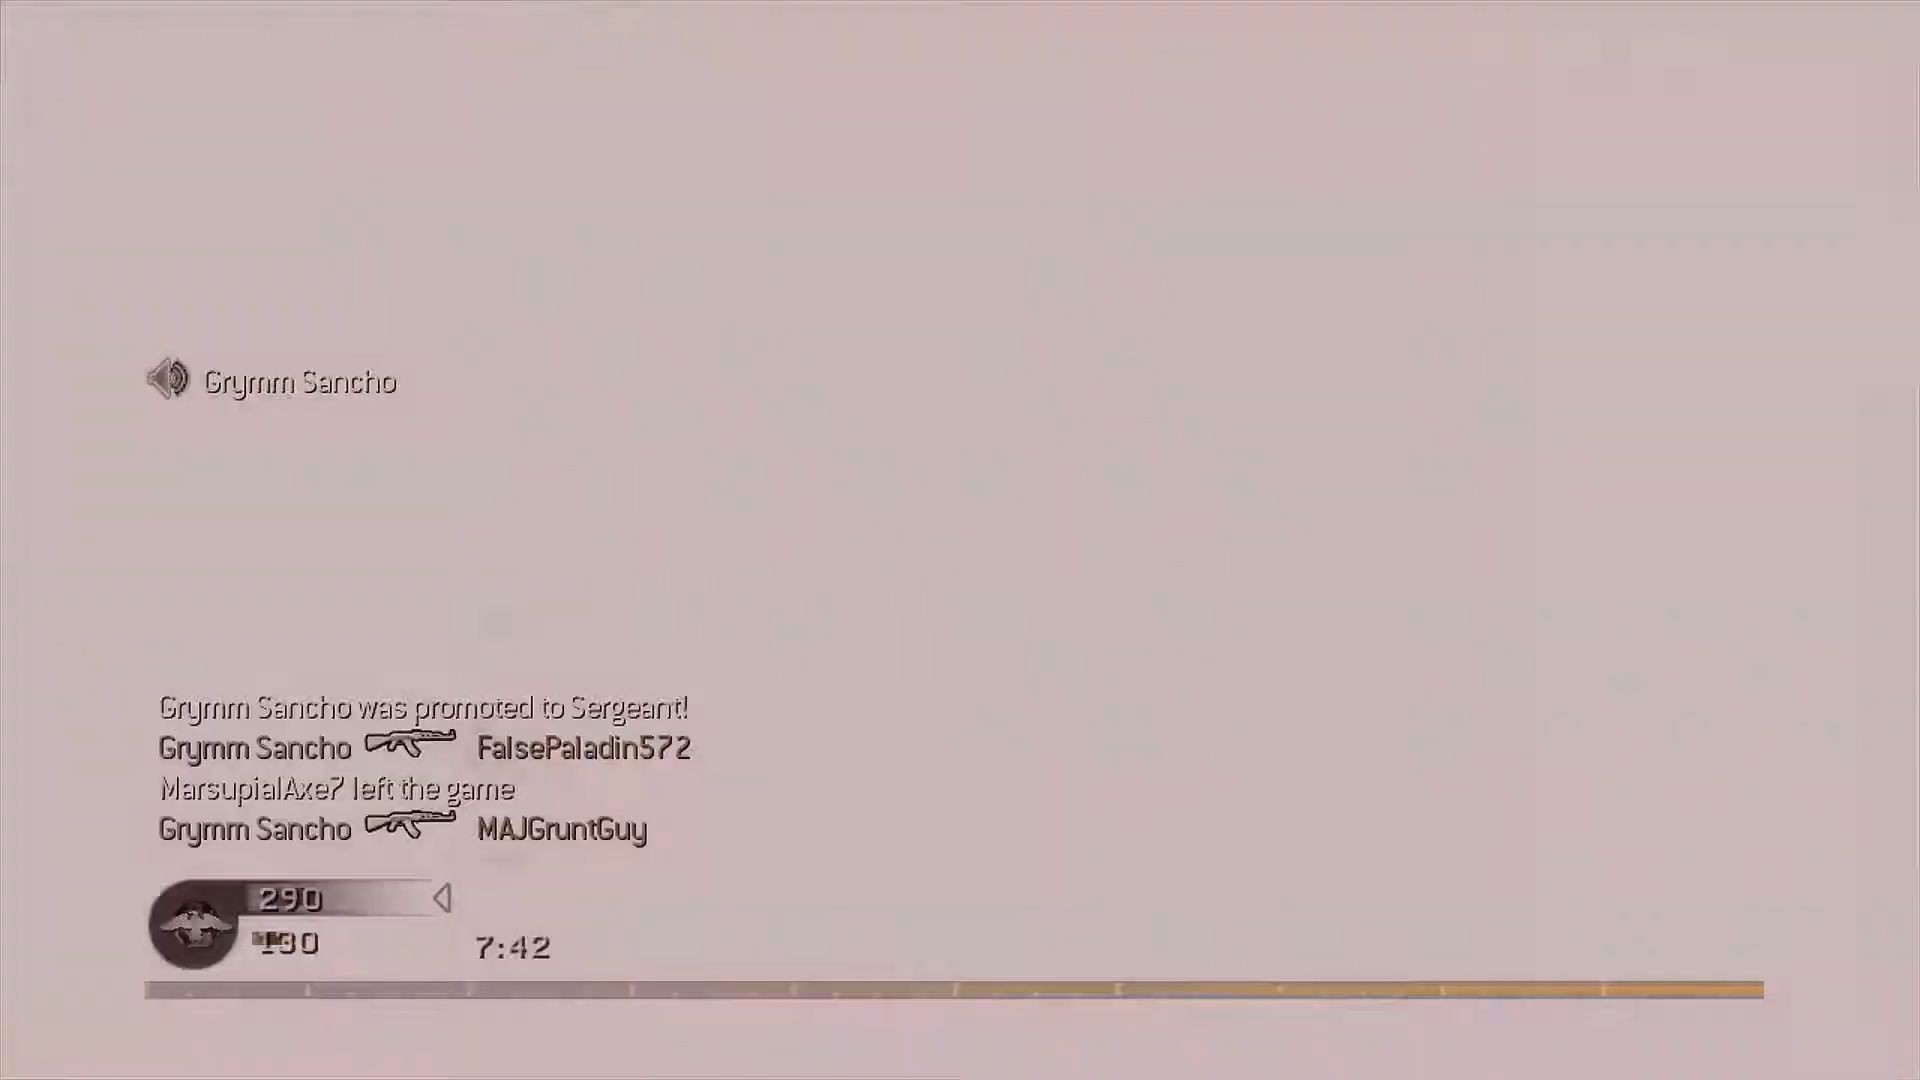 Grymm Sancho
Grymm Sancho was promoted to Sergeant!
Grymm Sancho FalsePaladin572
MarsupialAxe7 left the game
Grymm Sancho MAJGruntGuy
290
130
7:42